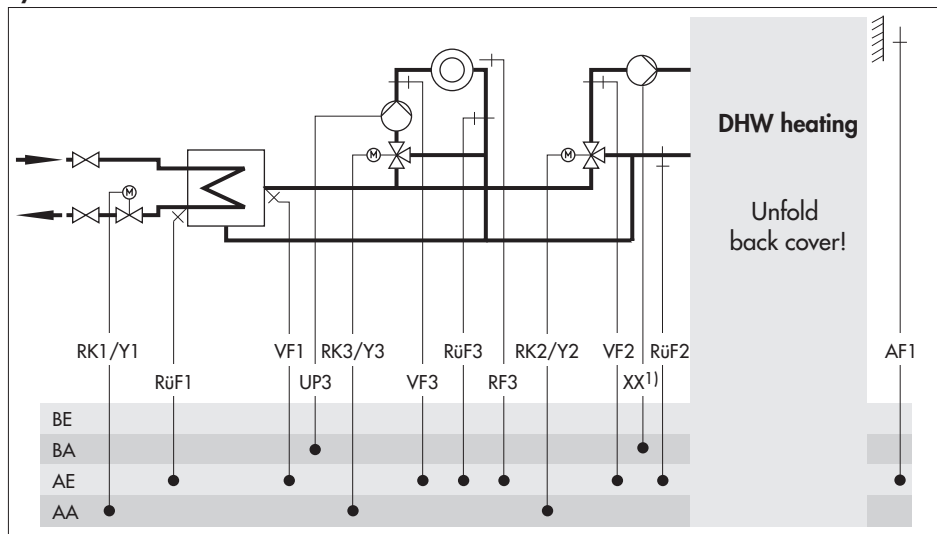 M
M
M
DHW heating
Unfold
back cover!
RK1/Y1 VF1 RK3/Y3 RüF3 RK2/Y2 VF2 RüF2 AF1
RüF1 UP3 VF3 RF3 XX1)
BE
BA
AE
AA